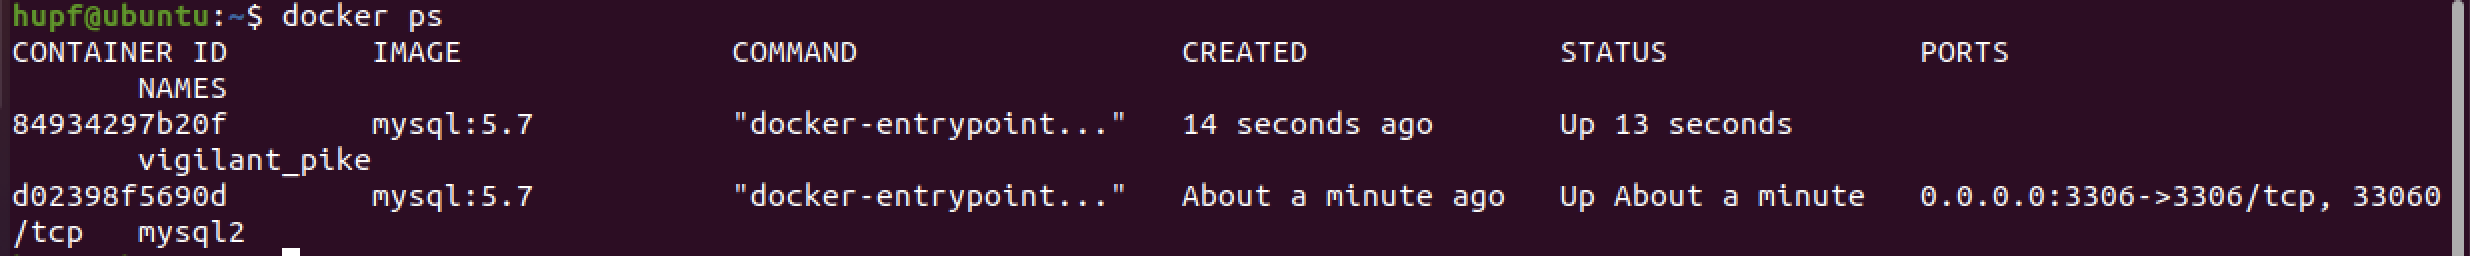 hupf@ubuntu:~$ docker ps
CONTAINER ID        IMAGE                   COMMAND                  CREATED              STATUS              PORTS
       NAMES
84934297b20f        mysql:5.7           "docker-entrypoint..."   14 seconds ago       Up 13 seconds
       vigilant_pike
d02398f5690d        mysql:5.7           "docker-entrypoint..."   About a minute ago   Up About a minute   0.0.0.0:3306->3306/tcp, 33060
/tcp   mysql2